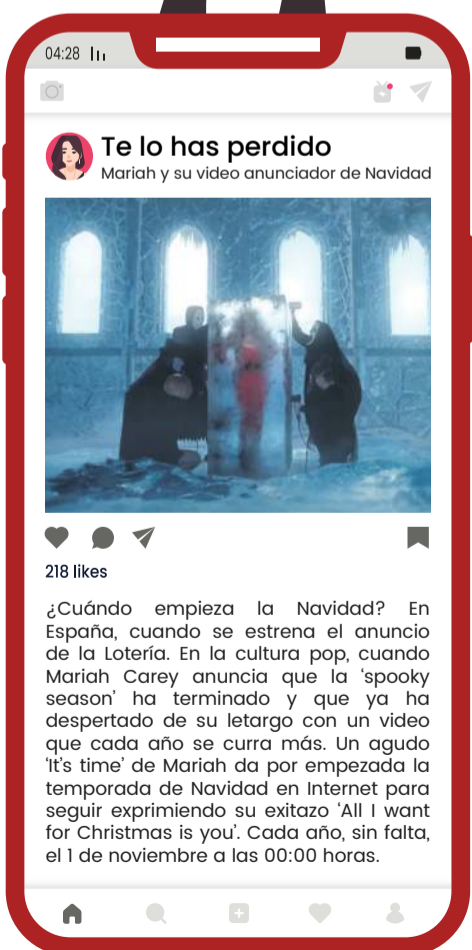 04:28
Te lo has perdido
Mariah y su video anunciador de Navidad
218 likes
¿Cuándo empieza la Navidad? En
España, cuando se estrena el anuncio
de la Lotería. En la cultura pop, cuando
Mariah Carey anuncia que la ‘spooky
season’ ha terminado y que ya ha
despertado de su letargo con un video
que cada año se curra más. Un agudo
‘It’s time’ de Mariah da por empezada la
temporada de Navidad en Internet para
seguir exprimiendo su exitazo ‘All I want
for Christmas is you’. Cada año, sin falta,
el 1 de noviembre a las 00:00 horas.